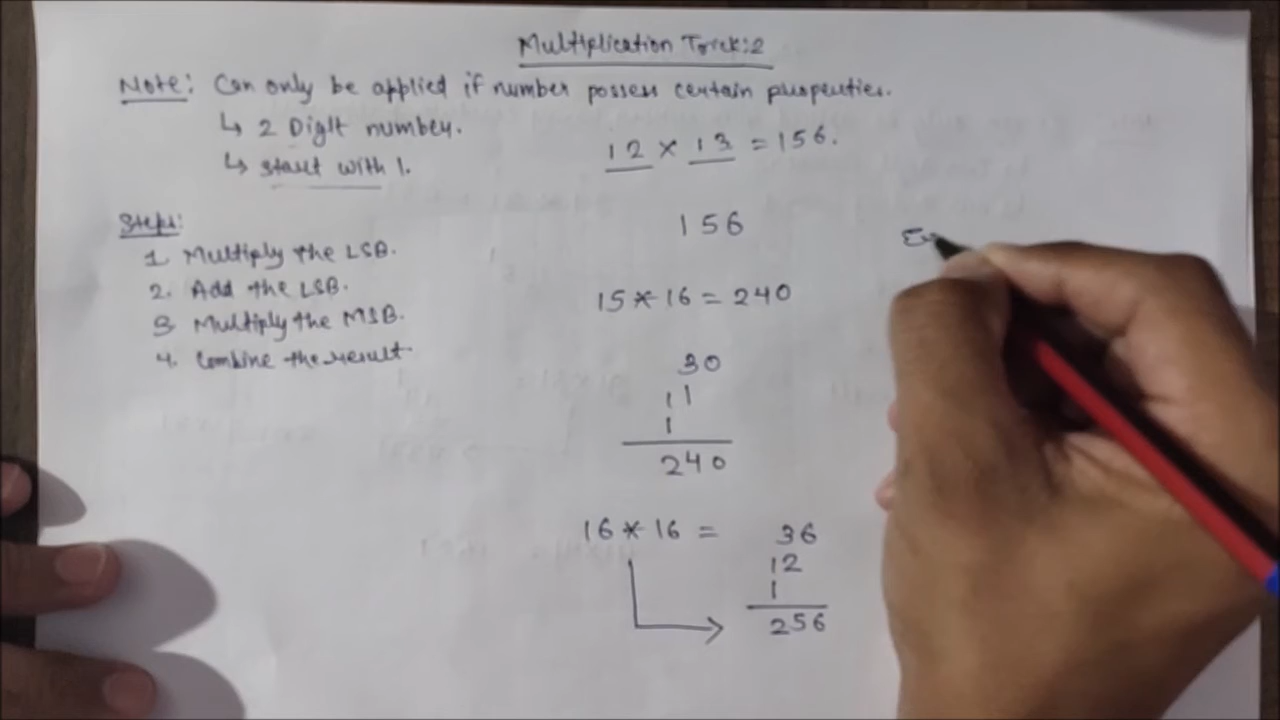 Multiplication Trick:2
Note: Can only be applied if number possess certain properties.
↳ 2 Digit number.
↳ start with 1.
12 × 13 = 156.
Steps:
1. Multiply the LSB.
2. Add the LSB.
3 Multiply the MSB.
4. Combine the result
156
15 * 16 = 240
30
11
1
240
16 * 16 =
36
12
1
256